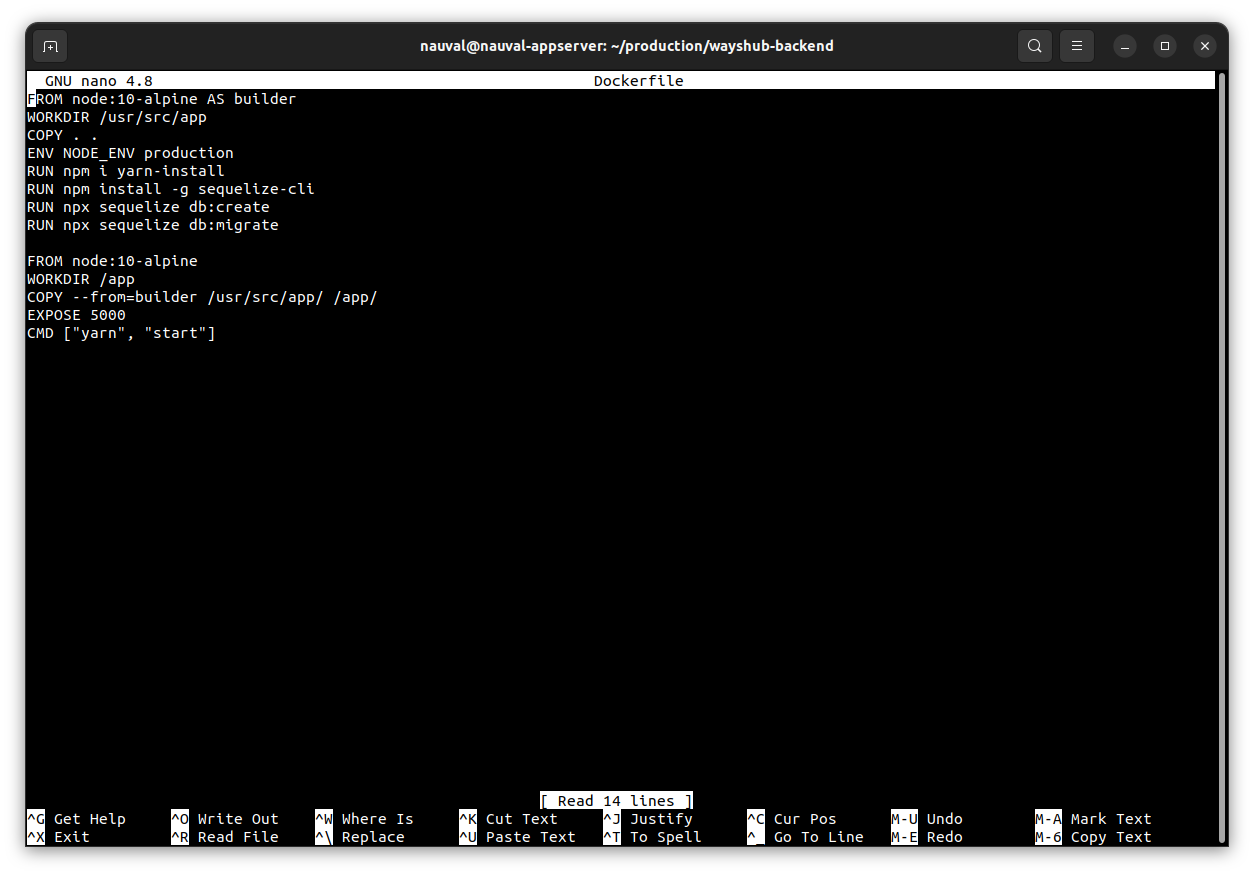 nauval@nauval-appserver: ~/production/wayshub-backend
GNU nano 4.8 Dockerfile
FROM node:10-alpine AS builder
WORKDIR /usr/src/app
COPY . .
ENV NODE_ENV production
RUN npm i yarn-install
RUN npm install -g sequelize-cli
RUN npx sequelize db:create
RUN npx sequelize db:migrate
FROM node:10-alpine
WORKDIR /app
COPY --from=builder /usr/src/app/ /app/
EXPOSE 5000
CMD ["yarn", "start"]
[ Read 14 lines ]
^G Get Help ^O Write Out ^W Where Is ^K Cut Text ^J Justify ^C Cur Pos M-U Undo M-A Mark Text
^X Exit ^R Read File ^\ Replace ^U Paste Text ^T To Spell ^_ Go To Line M-E Redo M-6 Copy Text